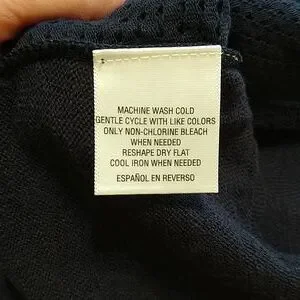 MACHINE WASH COLD
GENTLE CYCLE WITH LIKE COLORS
ONLY NON-CHLORINE BLEACH
WHEN NEEDED
RESHAPE DRY FLAT
COOL IRON WHEN NEEDED
ESPAÑOL EN REVERSO